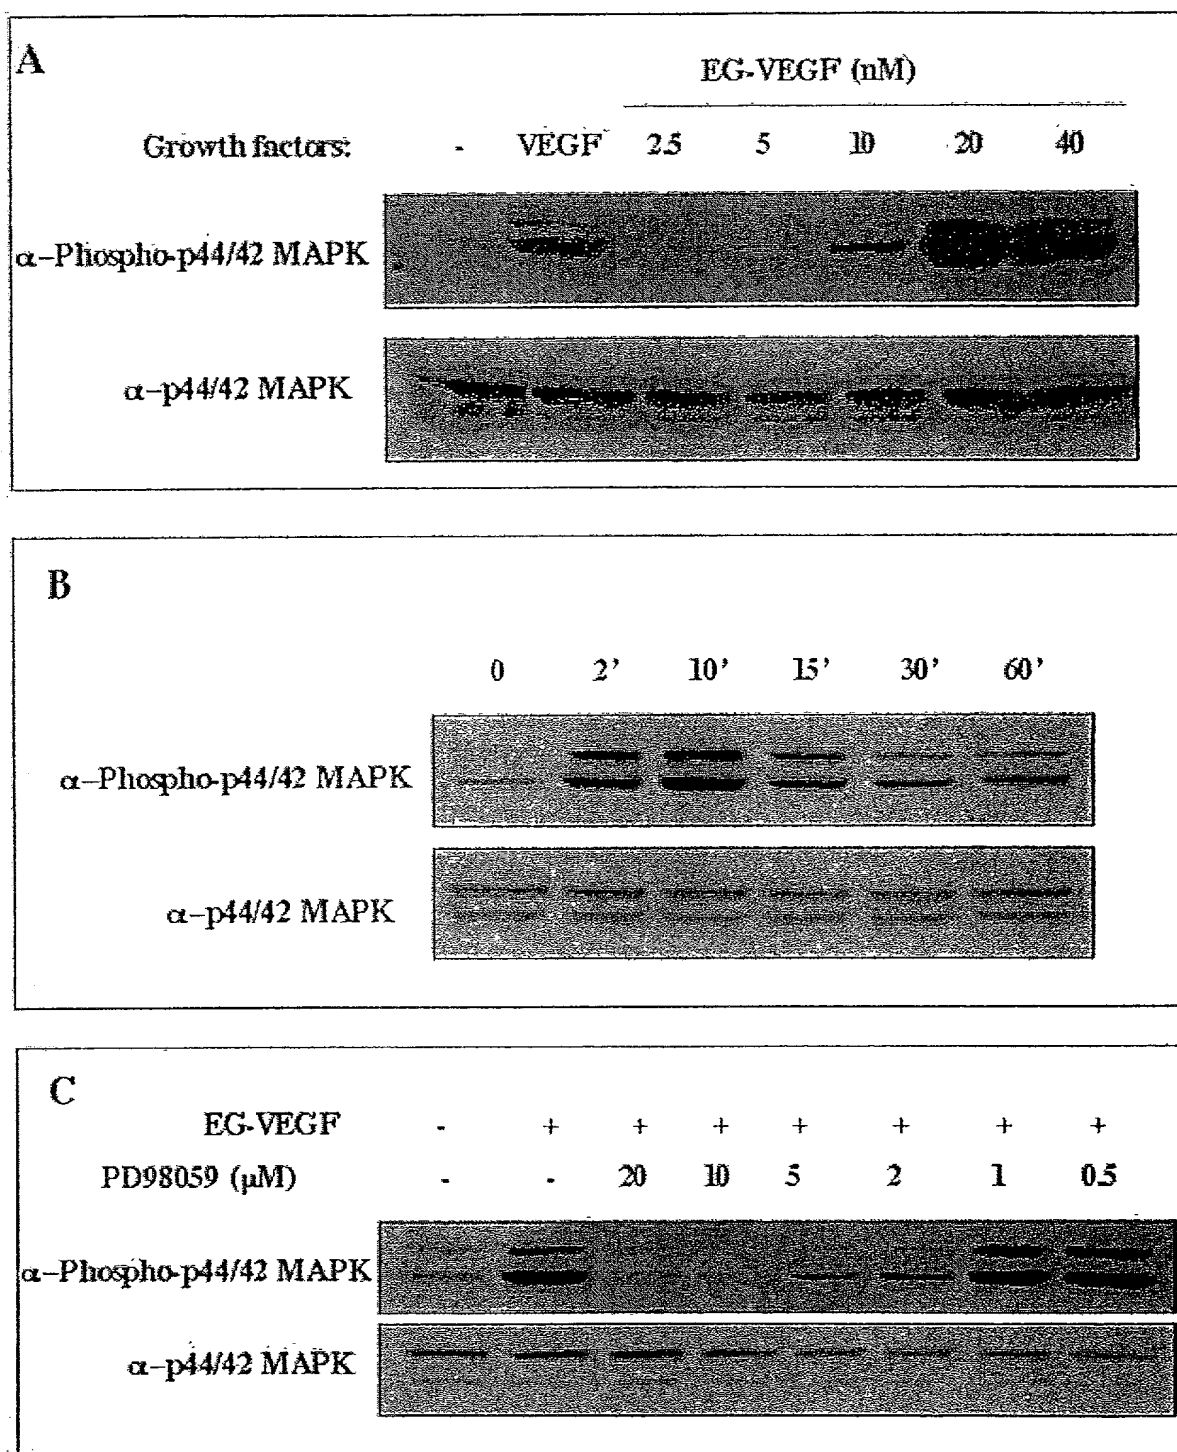 A
EG-VEGF (nM)
Growth factors: - VEGF 2.5 5 10 20 40
α-Phospho-p44/42 MAPK
α-p44/42 MAPK
B
0 2' 10' 15' 30' 60'
α-Phospho-p44/42 MAPK
α-p44/42 MAPK
C
EG-VEGF - + + + + + + +
PD98059 (μM) - - 20 10 5 2 1 0.5
α-Phospho-p44/42 MAPK
α-p44/42 MAPK